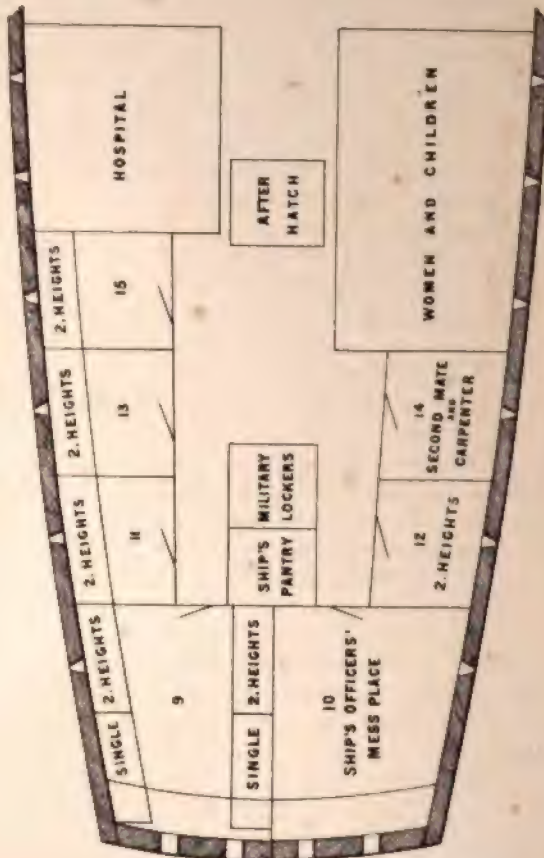 HOSPITAL
AFTER
HATCH
WOMEN AND CHILDREN
2.HEIGHTS
15
2.HEIGHTS
13
2.HEIGHTS
11
14
SECOND MATE
AND
CARPENTER
12
2.HEIGHTS
MILITARY
LOCKERS
SHIP'S
PANTRY
SINGLE
2.HEIGHTS
9
SINGLE
2.HEIGHTS
10
SHIP'S OFFICERS'
MESS PLACE